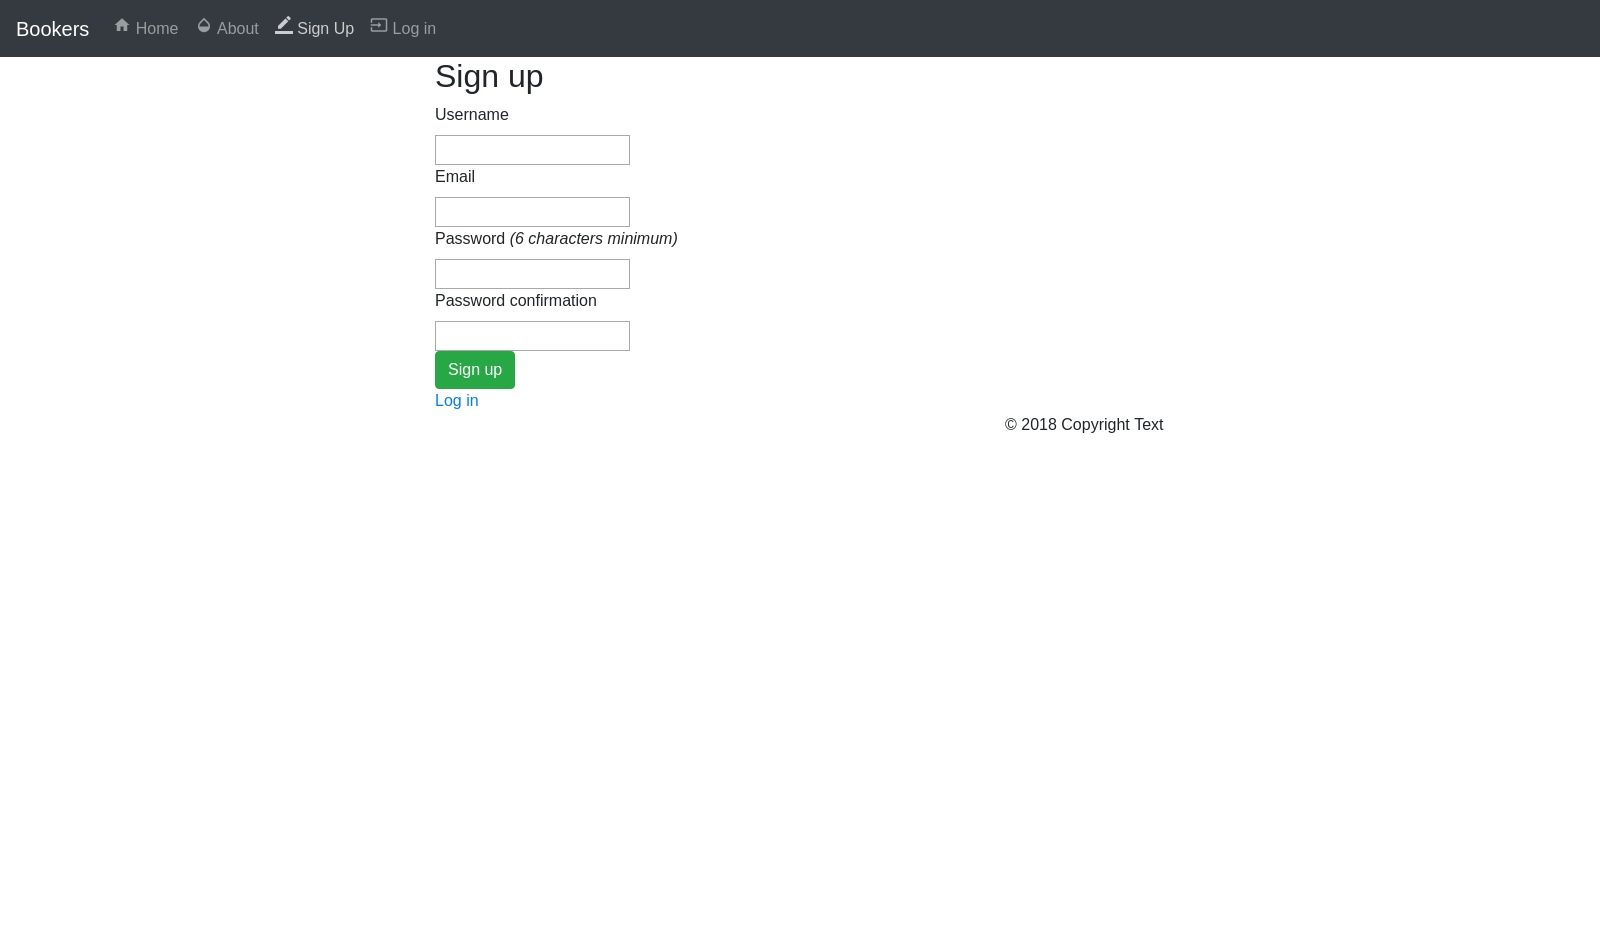 Bookers Home About Sign Up Log in
Sign up
Username
Email
Password (6 characters minimum)
Password confirmation
Sign up
Log in
© 2018 Copyright Text